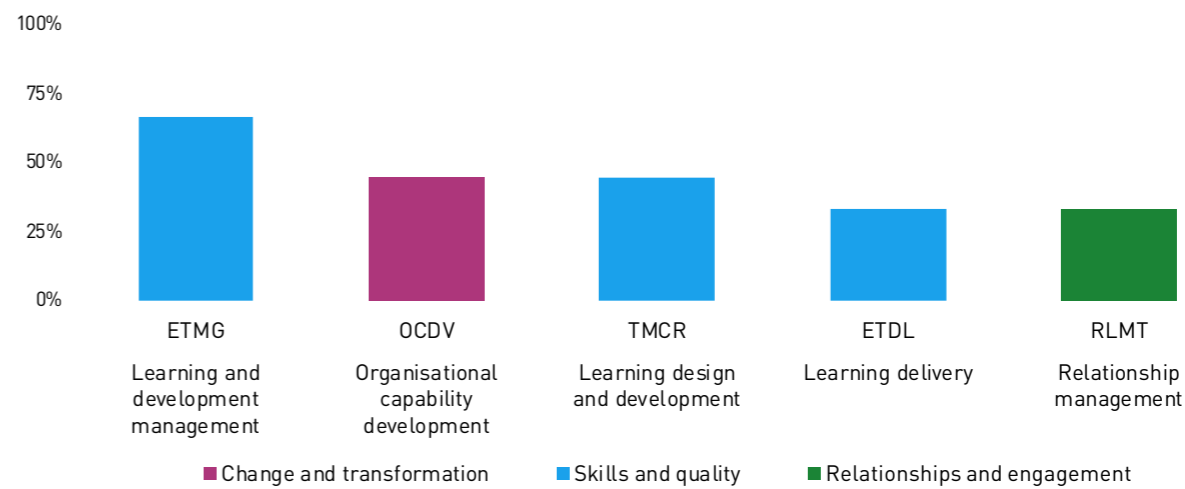 100%
75%
50%
25%
0%
ETMG
OCDV
TMCR
ETDL
RLMT
Learning and
development
management
Organisational
capability
development
Learning design
and development
Learning delivery
Relationship
management
Change and transformation
Skills and quality
Relationships and engagement